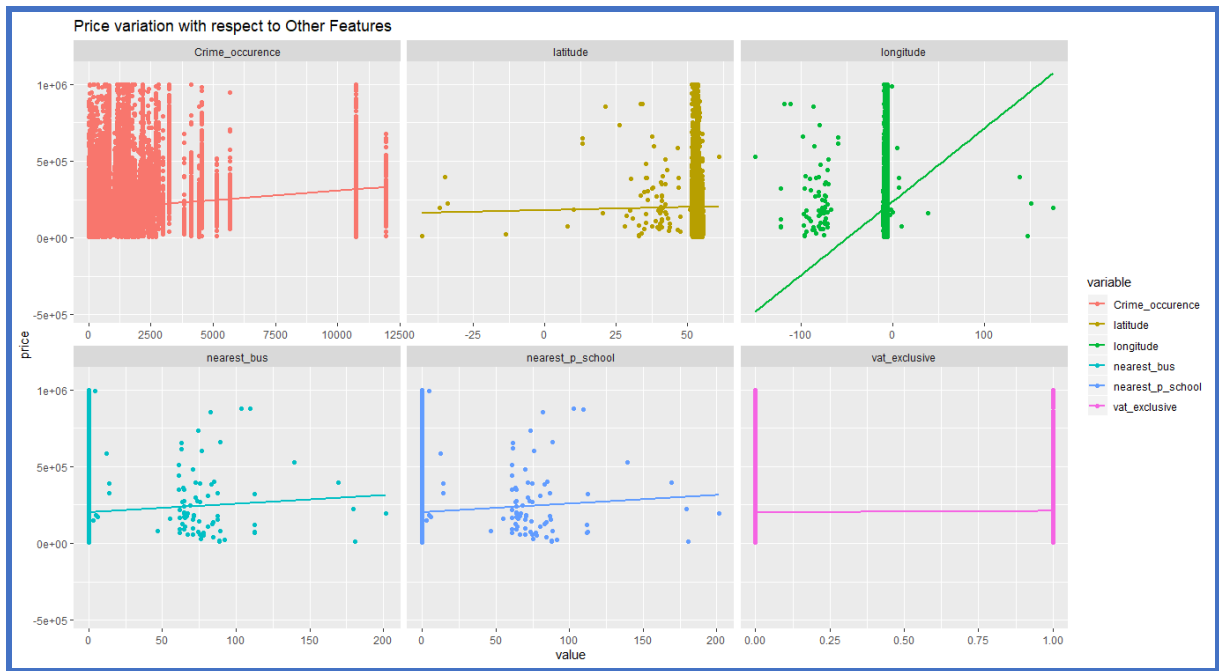 Price variation with respect to Other Features
Crime_occurence latitude longitude
1e+06
5e+05
0e+00
-5e+05
0 2500 5000 7500 10000 12500 -25 0 25 50 -100 0 100
price
nearest_bus nearest_p_school vat_exclusive
1e+06
5e+05
0e+00
-5e+05
0 50 100 150 200 0 50 100 150 200 0.00 0.25 0.50 0.75 1.00
value
variable
Crime_occurence
latitude
longitude
nearest_bus
nearest_p_school
vat_exclusive